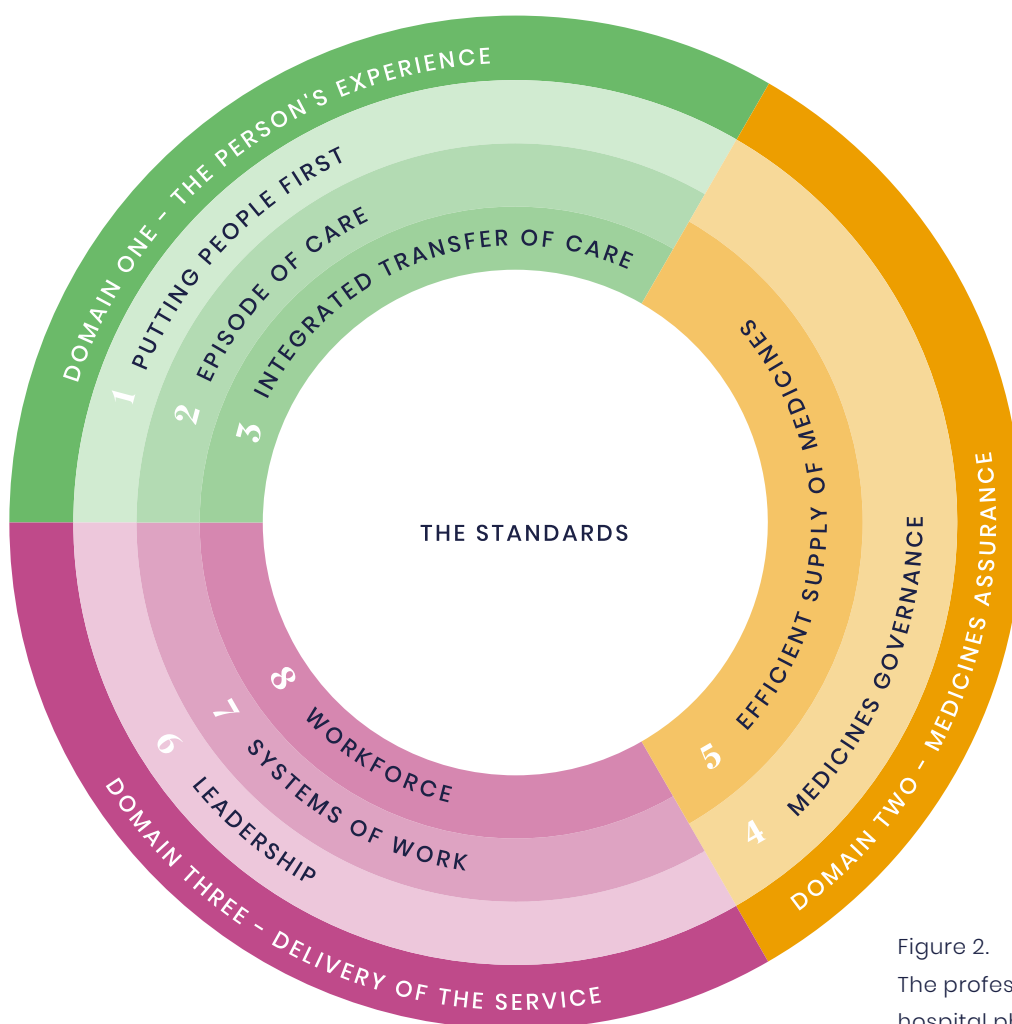 DOMAIN ONE - THE PERSON'S EXPERIENCE
1 PUTTING PEOPLE FIRST
2 EPISODE OF CARE
3 INTEGRATED TRANSFER OF CARE
THE STANDARDS
DOMAIN TWO - MEDICINES ASSURANCE
4 MEDICINES GOVERNANCE
5 EFFICIENT SUPPLY OF MEDICINES
DOMAIN THREE - DELIVERY OF THE SERVICE
6 LEADERSHIP
7 SYSTEMS OF WORK
8 WORKFORCE
Figure 2.
The